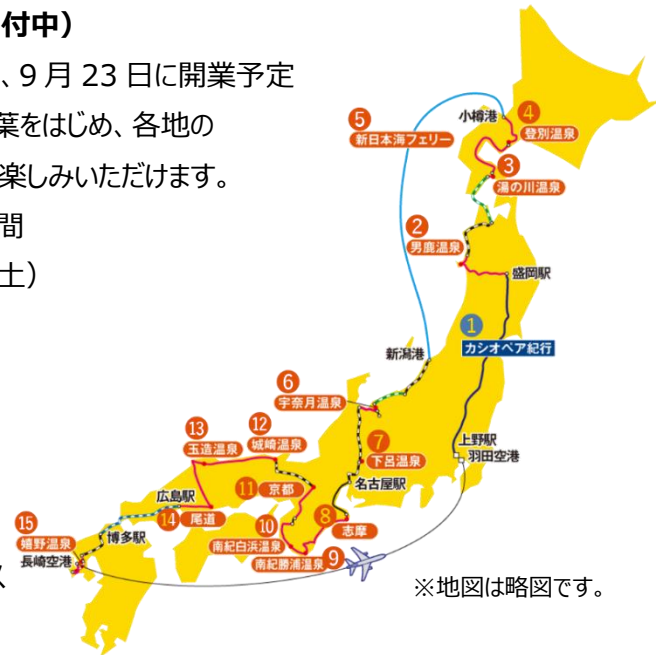 付中）
、9 月 23 日に開業予定
葉をはじめ、各地の
楽しみいただけます。
間
土）
小樽港
4
登別温泉
5
新日本海フェリー
3
湯の川温泉
2
男鹿温泉
盛岡駅
1
カシオペア紀行
新潟港
6
宇奈月温泉
上野駅
羽田空港
7
下呂温泉
名古屋駅
8
志摩
13
玉造温泉
12
城崎温泉
11
京都
広島駅
14
尾道
10
南紀白浜温泉
南紀勝浦温泉
9
15
嬉野温泉
博多駅
長崎空港
※地図は略図です。